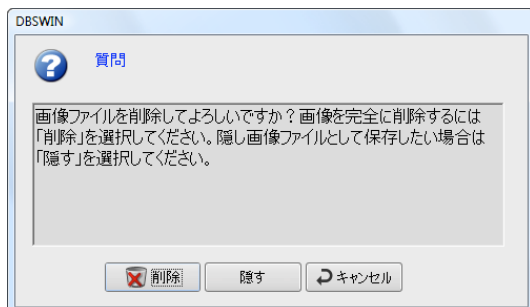 DBSWIN
質問
画像ファイルを削除してよろしいですか？画像を完全に削除するには
「削除」を選択してください。隠し画像ファイルとして保存したい場合は
「隠す」を選択してください。
削除 隠す キャンセル